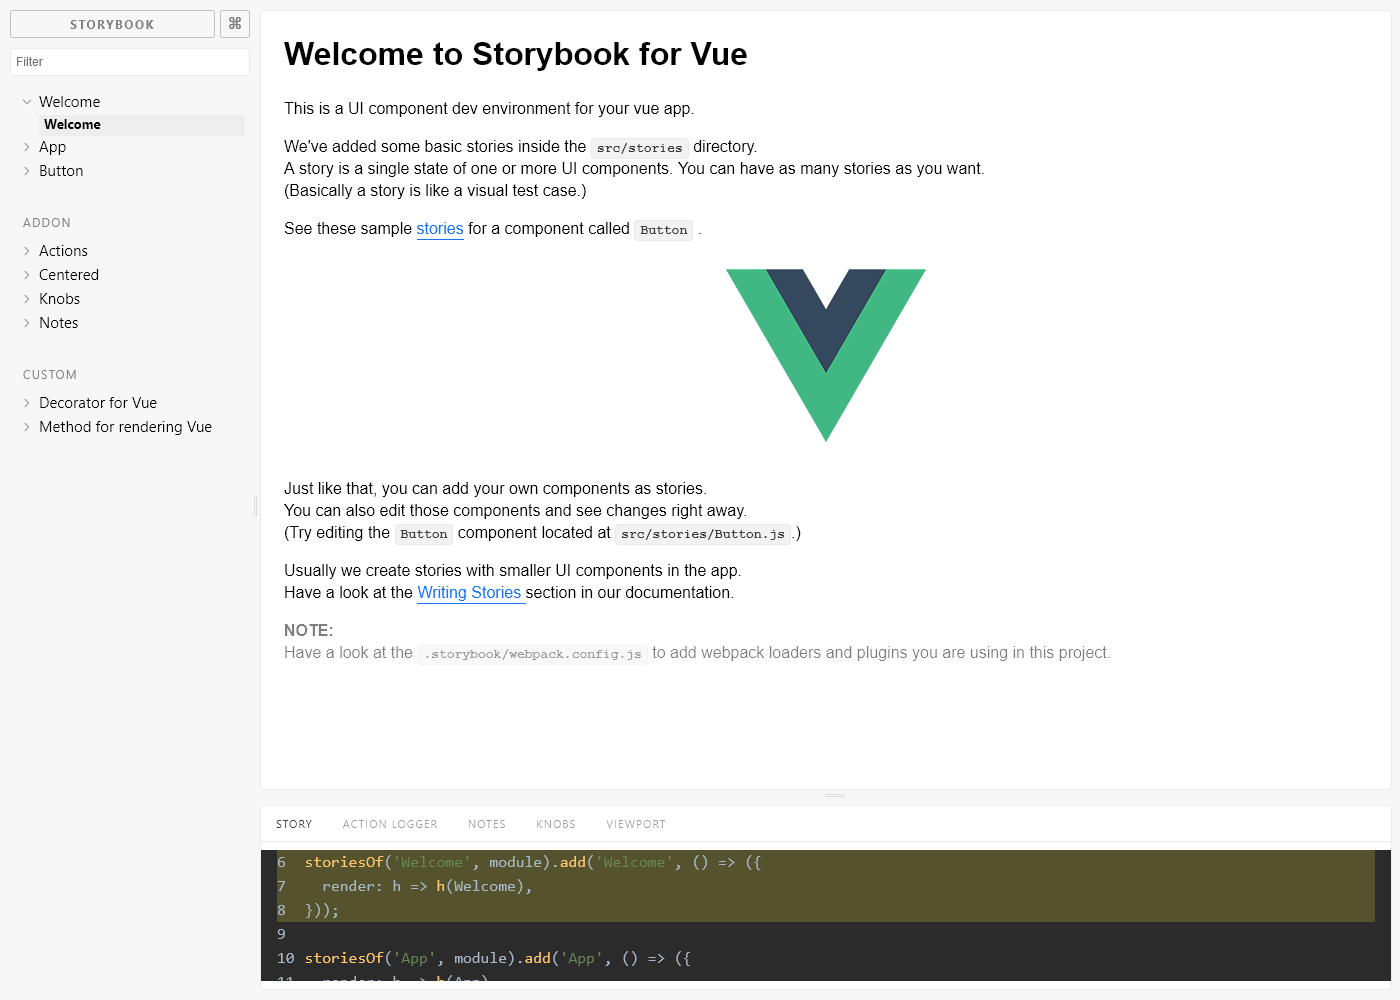 STORYBOOK
⌘
Filter
Welcome
Welcome
App
Button
ADDON
Actions
Centered
Knobs
Notes
CUSTOM
Decorator for Vue
Method for rendering Vue
Welcome to Storybook for Vue
This is a UI component dev environment for your vue app.
We've added some basic stories inside the src/stories directory.
A story is a single state of one or more UI components. You can have as many stories as you want.
(Basically a story is like a visual test case.)
See these sample stories for a component called Button .
Just like that, you can add your own components as stories.
You can also edit those components and see changes right away.
(Try editing the Button component located at src/stories/Button.js.)
Usually we create stories with smaller UI components in the app.
Have a look at the Writing Stories section in our documentation.
NOTE:
Have a look at the .storybook/webpack.config.js to add webpack loaders and plugins you are using in this project.
STORY ACTION LOGGER NOTES KNOBS VIEWPORT
6 storiesOf('Welcome', module).add('Welcome', () => ({
7 render: h => h(Welcome),
8 }));
9
10 storiesOf('App', module).add('App', () => ({
11 render: h => h(App)